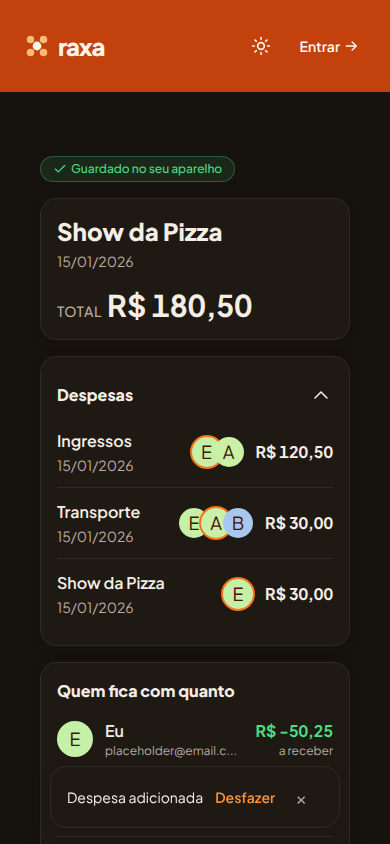 raxa
Entrar →
Guardado no seu aparelho
Show da Pizza
15/01/2026
TOTAL R$ 180,50
Despesas
Ingressos
E A R$ 120,50
15/01/2026
Transporte
E A B R$ 30,00
15/01/2026
Show da Pizza
E R$ 30,00
15/01/2026
Quem fica com quanto
E Eu R$ -50,25
placeholder@email.c... a receber
Despesa adicionada Desfazer ×